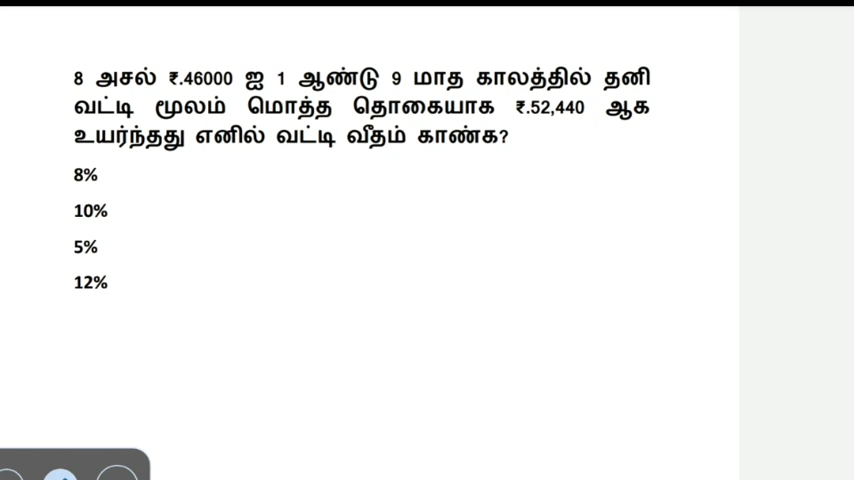 8 அசல் ₹.46000 ஐ 1 ஆண்டு 9 மாத காலத்தில் தனி
வட்டி மூலம் மொத்த தொகையாக ₹.52,440 ஆக
உயர்ந்தது எனில் வட்டி வீதம் காண்க?
8%
10%
5%
12%